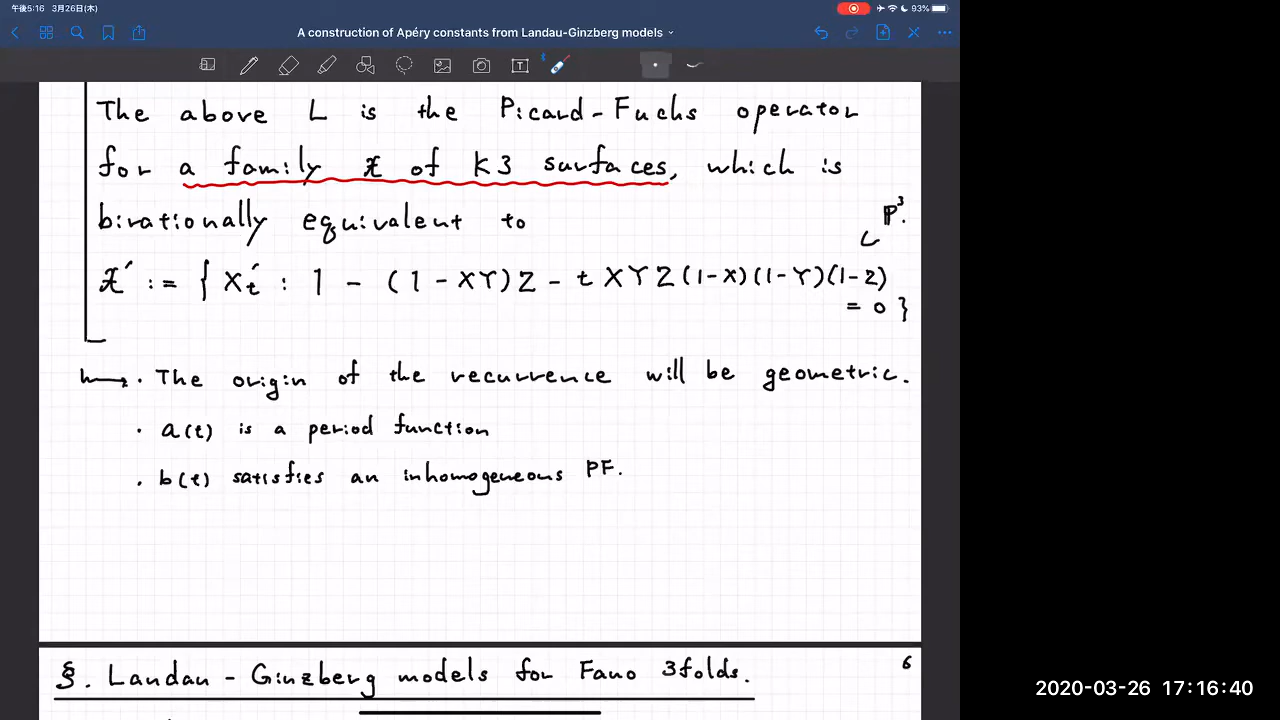 午後5:16 3月26日(木)
93%
A construction of Apéry constants from Landau-Ginzberg models
The above L is the Picard-Fuchs operator
for a family 𝔛 of K3 surfaces, which is
birationally equivalent to
P³.
𝔛' := { X't : 1 - (1-XY)Z - tXYZ(1-X)(1-Y)(1-Z)
= 0 }
· The origin of the recurrence will be geometric.
· a(t) is a period function
· b(t) satisfies an inhomogeneous PF.
6
§. Landau-Ginzberg models for Fano 3folds.
2020-03-26 17:16:40